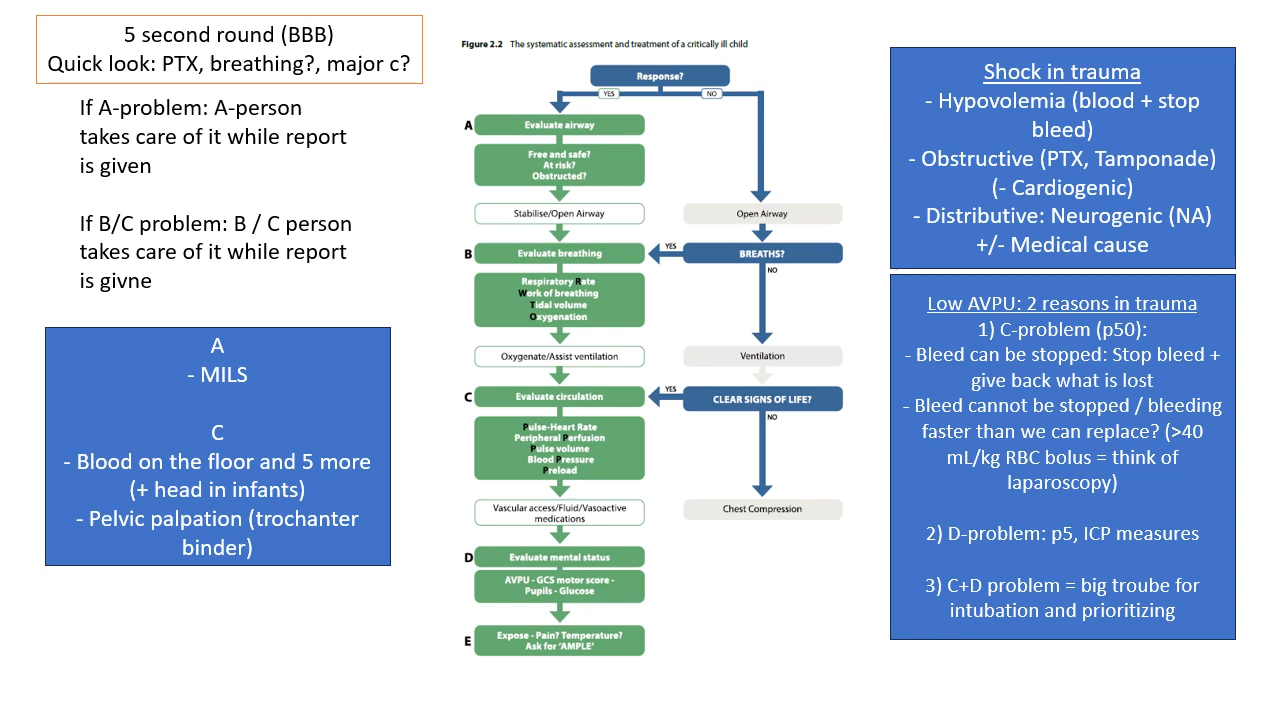 5 second round (BBB)
Quick look: PTX, breathing?, major c?
If A-problem: A-person
takes care of it while report
is given
If B/C problem: B / C person
takes care of it while report
is givne
A
- MILS
C
- Blood on the floor and 5 more
(+ head in infants)
- Pelvic palpation (trochanter
binder)
Figure 2.2 The systematic assessment and treatment of a critically ill child
Response?
YES
NO
A
Evaluate airway
Free and safe?
At risk?
Obstructed?
Stabilise/Open Airway
Open Airway
B
Evaluate breathing
YES
BREATHS?
NO
Respiratory Rate
Work of breathing
Tidal volume
Oxygenation
Oxygenate/Assist ventilation
Ventilation
C
Evaluate circulation
YES
CLEAR SIGNS OF LIFE?
NO
Pulse-Heart Rate
Peripheral Perfusion
Pulse volume
Blood Pressure
Preload
Vascular access/Fluid/Vasoactive
medications
Chest Compression
D
Evaluate mental status
AVPU - GCS motor score -
Pupils - Glucose
E
Expose - Pain? Temperature?
Ask for ‘AMPLE’
Shock in trauma
- Hypovolemia (blood + stop
bleed)
- Obstructive (PTX, Tamponade)
(- Cardiogenic)
- Distributive: Neurogenic (NA)
+/- Medical cause
Low AVPU: 2 reasons in trauma
1) C-problem (p50):
- Bleed can be stopped: Stop bleed +
give back what is lost
- Bleed cannot be stopped / bleeding
faster than we can replace? (>40
mL/kg RBC bolus = think of
laparoscopy)
2) D-problem: p5, ICP measures
3) C+D problem = big troube for
intubation and prioritizing